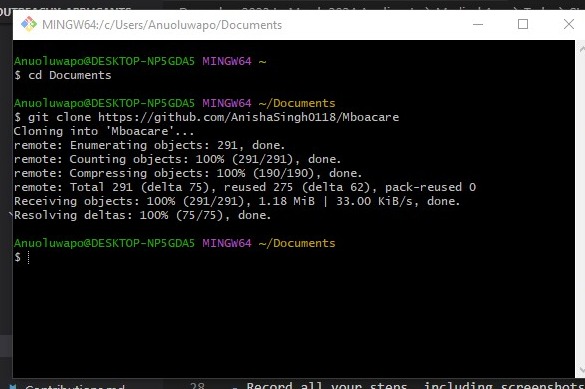 MINGW64:/c/Users/Anuoluwapo/Documents
Anuoluwapo@DESKTOP-NP5GDA5 MINGW64 ~
$ cd Documents
Anuoluwapo@DESKTOP-NP5GDA5 MINGW64 ~/Documents
$ git clone https://github.com/AnishaSingh0118/Mboacare
Cloning into 'Mboacare'...
remote: Enumerating objects: 291, done.
remote: Counting objects: 100% (291/291), done.
remote: Compressing objects: 100% (190/190), done.
remote: Total 291 (delta 75), reused 275 (delta 62), pack-reused 0
Receiving objects: 100% (291/291), 1.18 MiB | 33.00 KiB/s, done.
Resolving deltas: 100% (75/75), done.
Anuoluwapo@DESKTOP-NP5GDA5 MINGW64 ~/Documents
$
28 - Record all your steps, including screenshots